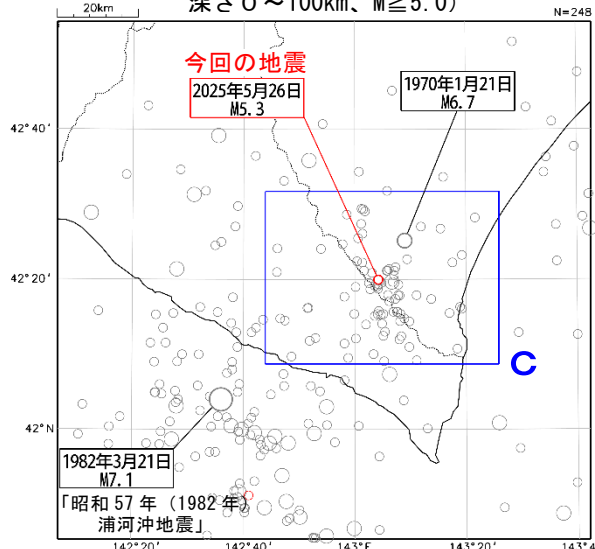 深さ0～100km、M≧5.0)
20km
N=248
今回の地震
2025年5月26日
M5.3
1970年1月21日
M6.7
42°40'
42°20'
C
42°N
1982年3月21日
M7.1
「昭和57年（1982年）
浦河沖地震」
142°20'
142°40'
143°E
143°20'